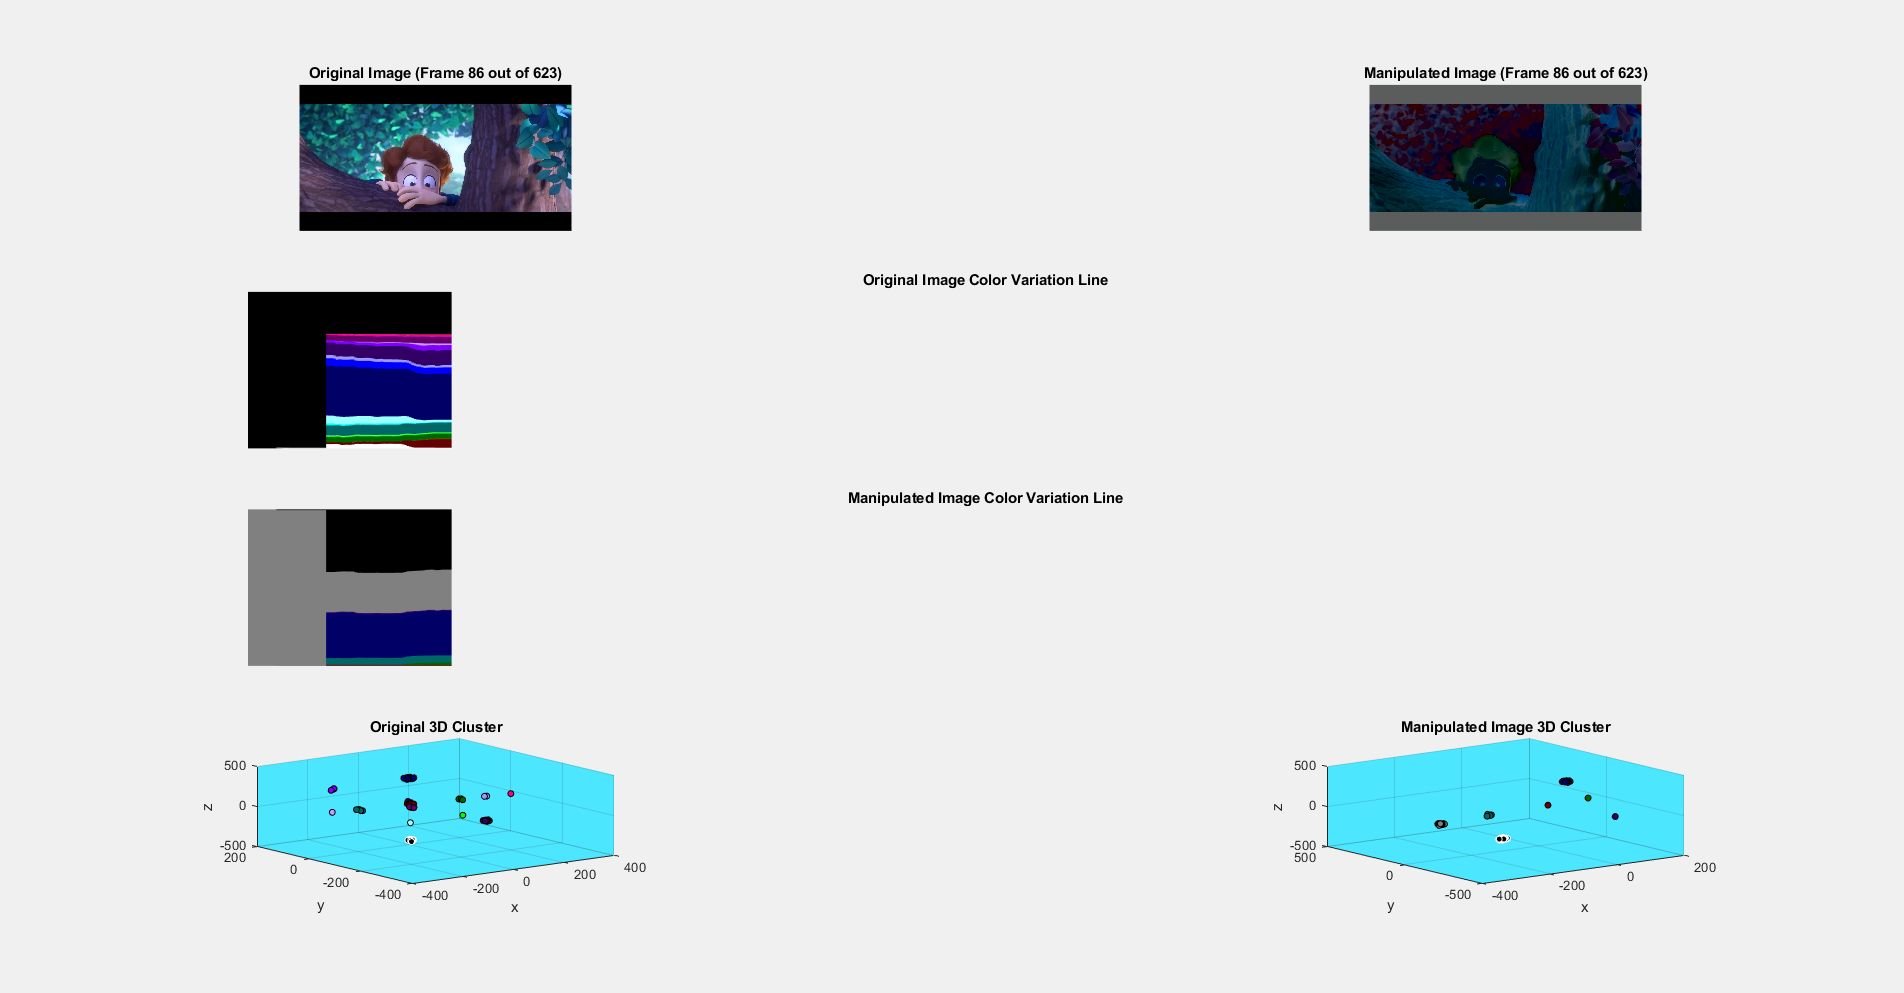 Original Image (Frame 86 out of 623)
Manipulated Image (Frame 86 out of 623)
Original Image Color Variation Line
Manipulated Image Color Variation Line
Original 3D Cluster
500
0
-500
z
200
0
-200
-400
y
-400
-200
0
200
400
x
Manipulated Image 3D Cluster
500
0
-500
z
500
0
-500
y
-400
-200
0
200
x